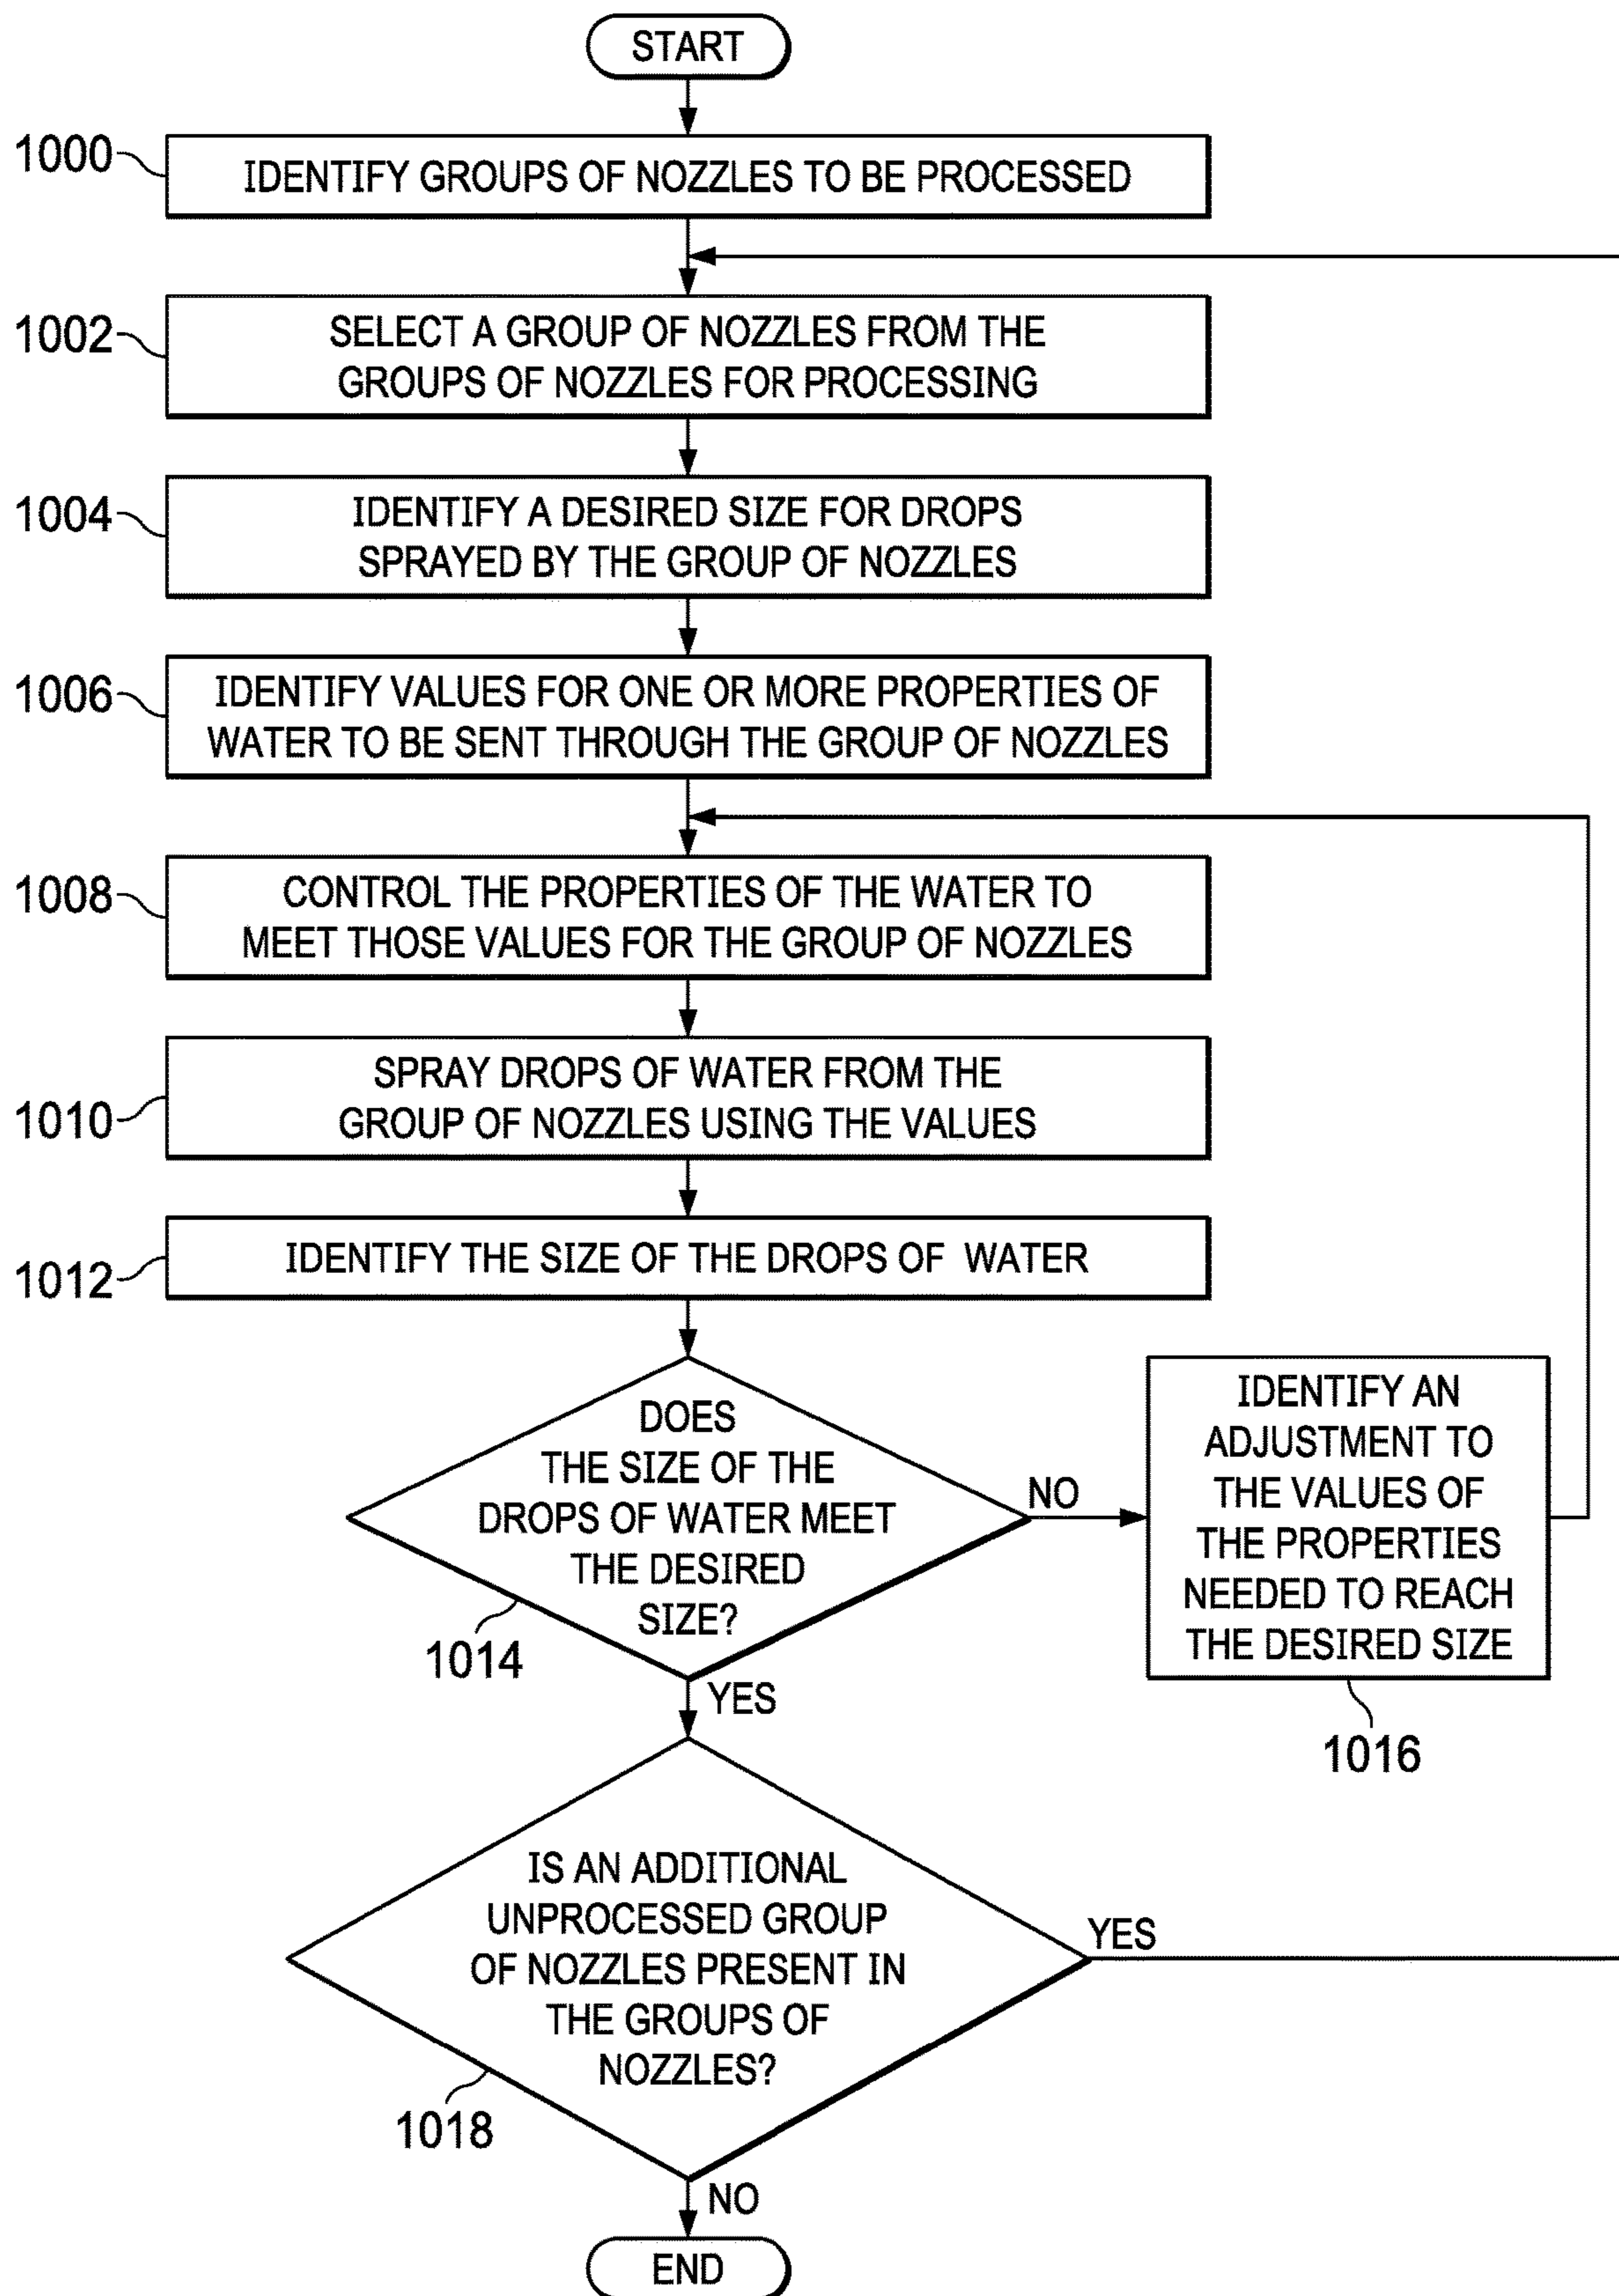 START
1000
IDENTIFY GROUPS OF NOZZLES TO BE PROCESSED
1002
SELECT A GROUP OF NOZZLES FROM THE
GROUPS OF NOZZLES FOR PROCESSING
1004
IDENTIFY A DESIRED SIZE FOR DROPS
SPRAYED BY THE GROUP OF NOZZLES
1006
IDENTIFY VALUES FOR ONE OR MORE PROPERTIES OF
WATER TO BE SENT THROUGH THE GROUP OF NOZZLES
1008
CONTROL THE PROPERTIES OF THE WATER TO
MEET THOSE VALUES FOR THE GROUP OF NOZZLES
1010
SPRAY DROPS OF WATER FROM THE
GROUP OF NOZZLES USING THE VALUES
1012
IDENTIFY THE SIZE OF THE DROPS OF WATER
DOES
THE SIZE OF THE
DROPS OF WATER MEET
THE DESIRED
SIZE?
1014
NO
IDENTIFY AN
ADJUSTMENT TO
THE VALUES OF
THE PROPERTIES
NEEDED TO REACH
THE DESIRED SIZE
1016
YES
IS AN ADDITIONAL
UNPROCESSED GROUP
OF NOZZLES PRESENT IN
THE GROUPS OF
NOZZLES?
1018
YES
NO
END